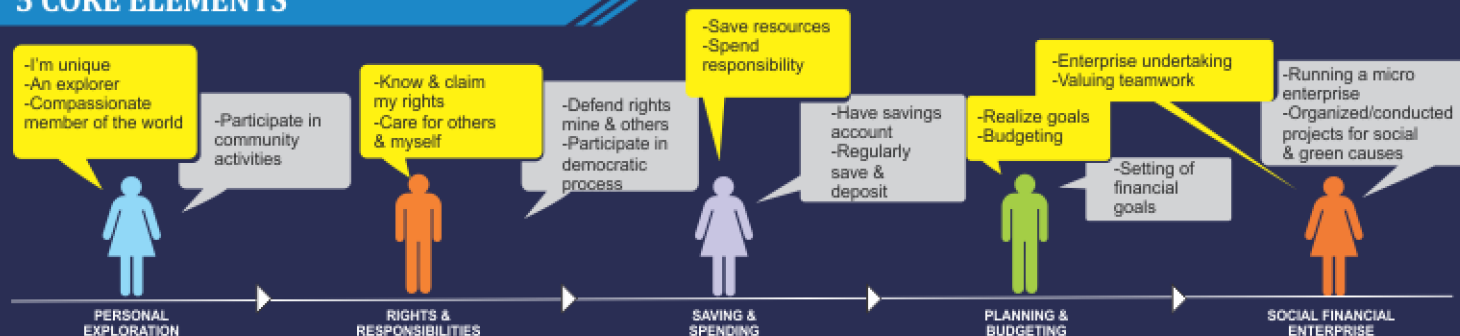 5 CORE ELEMENTS
-I'm unique
-An explorer
-Compassionate
member of the world
-Participate in
community
activities
-Know & claim
my rights
-Care for others
& myself
-Defend rights
mine & others
-Participate in
democratic
process
-Save resources
-Spend
responsibility
-Have savings
account
-Regularly
save &
deposit
-Realize goals
-Budgeting
-Setting of
financial
goals
-Enterprise undertaking
-Valuing teamwork
-Running a micro
enterprise
-Organized/conducted
projects for social
& green causes
PERSONAL
EXPLORATION
RIGHTS &
RESPONSIBILITIES
SAVING &
SPENDING
PLANNING &
BUDGETING
SOCIAL FINANCIAL
ENTERPRISE